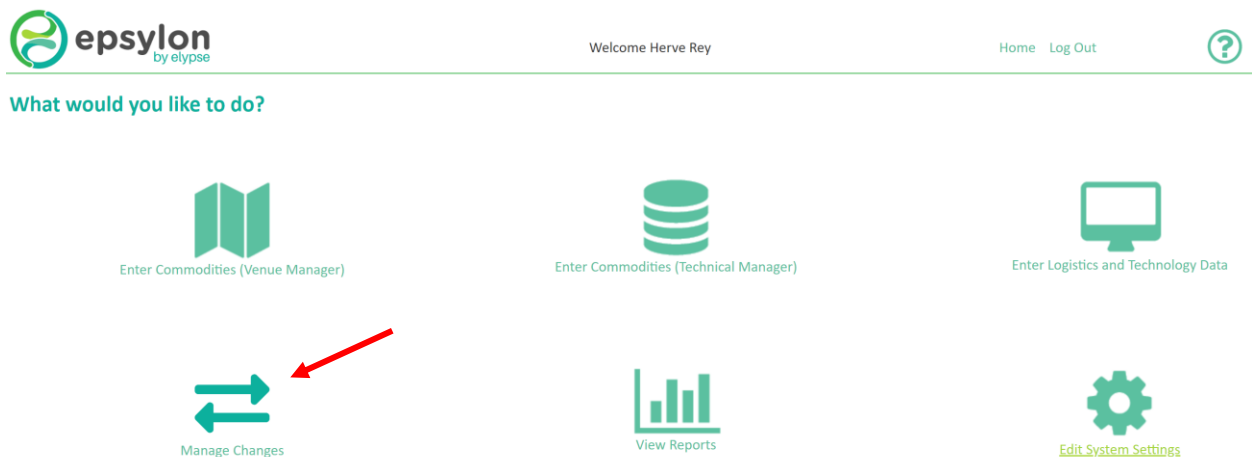 epsylon
by elypse
Welcome Herve Rey
Home Log Out
?
What would you like to do?
Enter Commodities (Venue Manager)
Enter Commodities (Technical Manager)
Enter Logistics and Technology Data
Manage Changes
View Reports
Edit System Settings